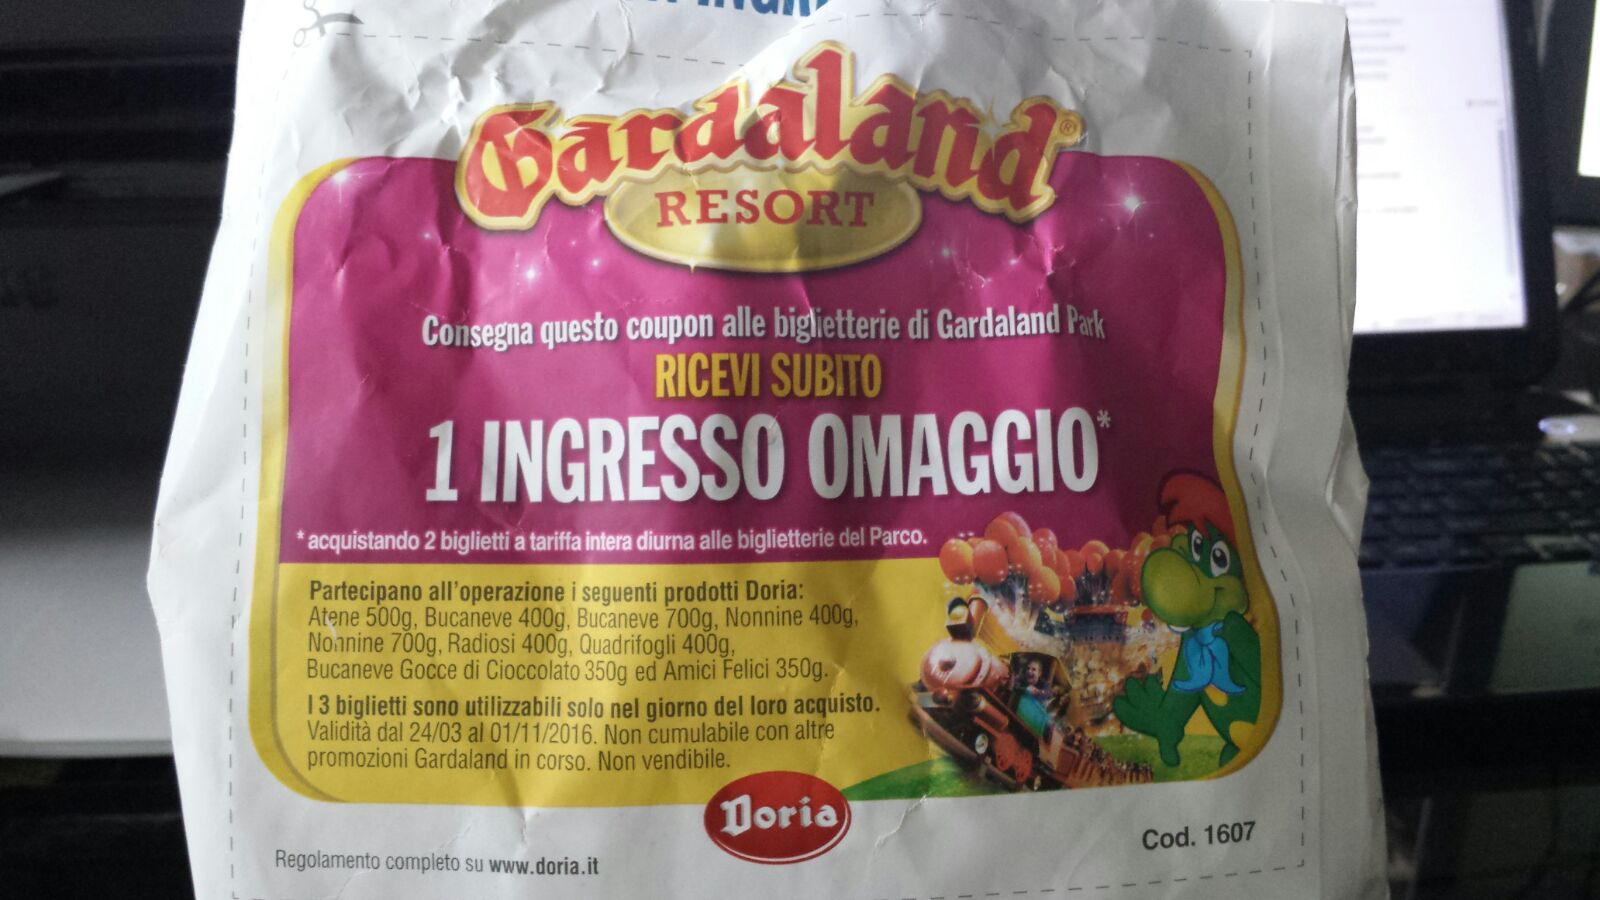 Gardaland®
RESORT
Consegna questo coupon alle biglietterie di Gardaland Park
RICEVI SUBITO
1 INGRESSO OMAGGIO*
* acquistando 2 biglietti a tariffa intera diurna alle biglietterie del Parco.
Partecipano all'operazione i seguenti prodotti Doria:
Atene 500g, Bucaneve 400g, Bucaneve 700g, Nonnine 400g,
Nonnine 700g, Radiosi 400g, Quadrifogli 400g,
Bucaneve Gocce di Cioccolato 350g ed Amici Felici 350g.
I 3 biglietti sono utilizzabili solo nel giorno del loro acquisto.
Validità dal 24/03 al 01/11/2016. Non cumulabile con altre
promozioni Gardaland in corso. Non vendibile.
Doria
Cod. 1607
Regolamento completo su www.doria.it